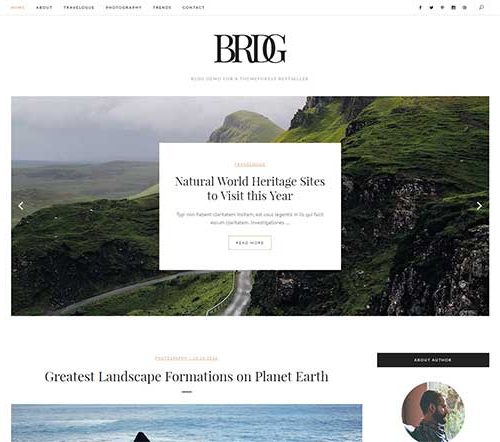 HOME ABOUT TRAVELOGUE PHOTOGRAPHY TRENDS CONTACT
BRDG
BLOG DEMO FOR A THEMEFOREST BESTSELLER
TRAVELOGUE
Natural World Heritage Sites
to Visit this Year
Typi non habent claritatem insitam; est usus legentis in iis qui facit
eorum claritatem. Investigationes ...
READ MORE
PHOTOGRAPHY
ABOUT AUTHOR
Greatest Landscape Formations on Planet Earth